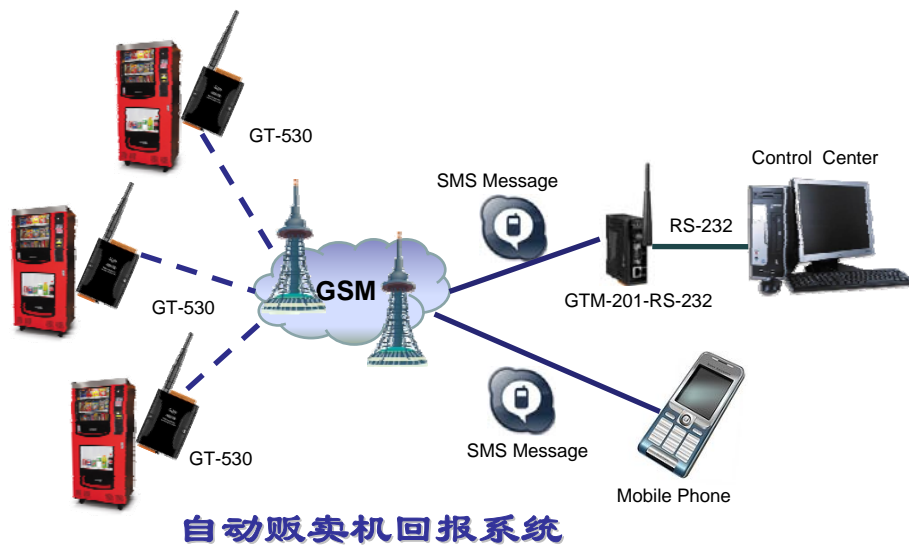 GT-530
Control Center
SMS Message
RS-232
GT-530
GSM
GTM-201-RS-232
GT-530
SMS Message
Mobile Phone
自动贩卖机回报系统